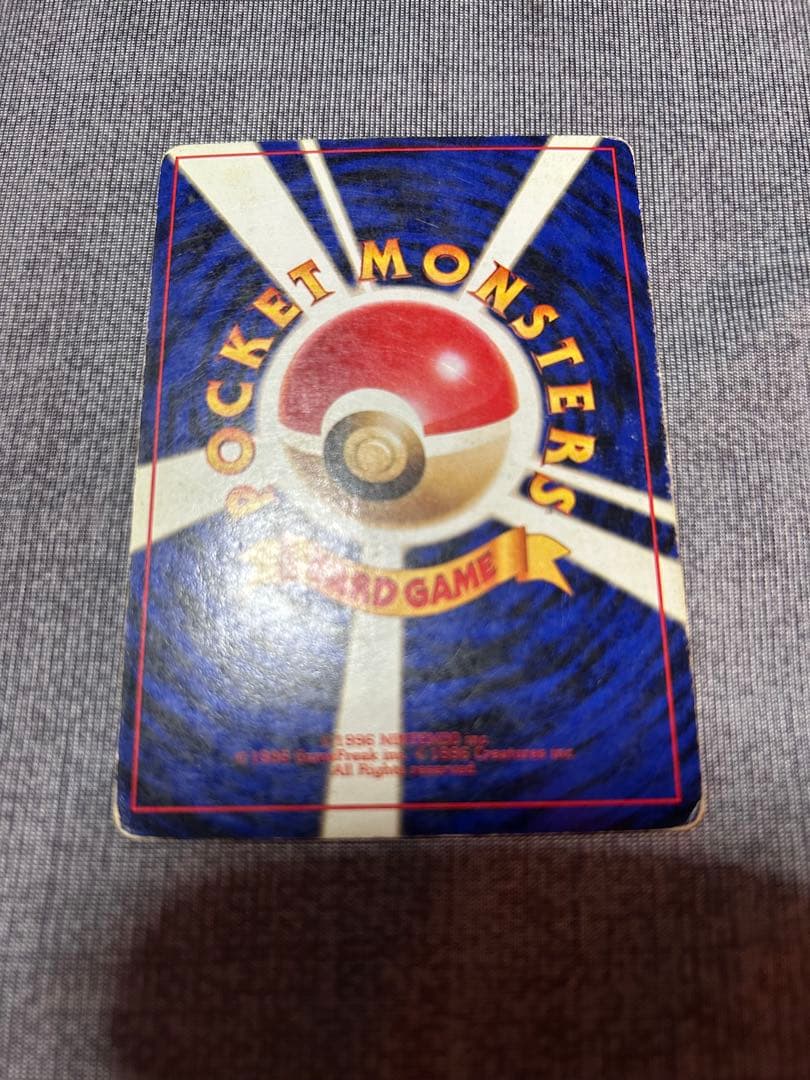 POCKET MONSTERS
CARD GAME
©1996 NINTENDO inc.
©1996 GameFreak inc. ©1996 Creatures inc.
All Rights reserved.